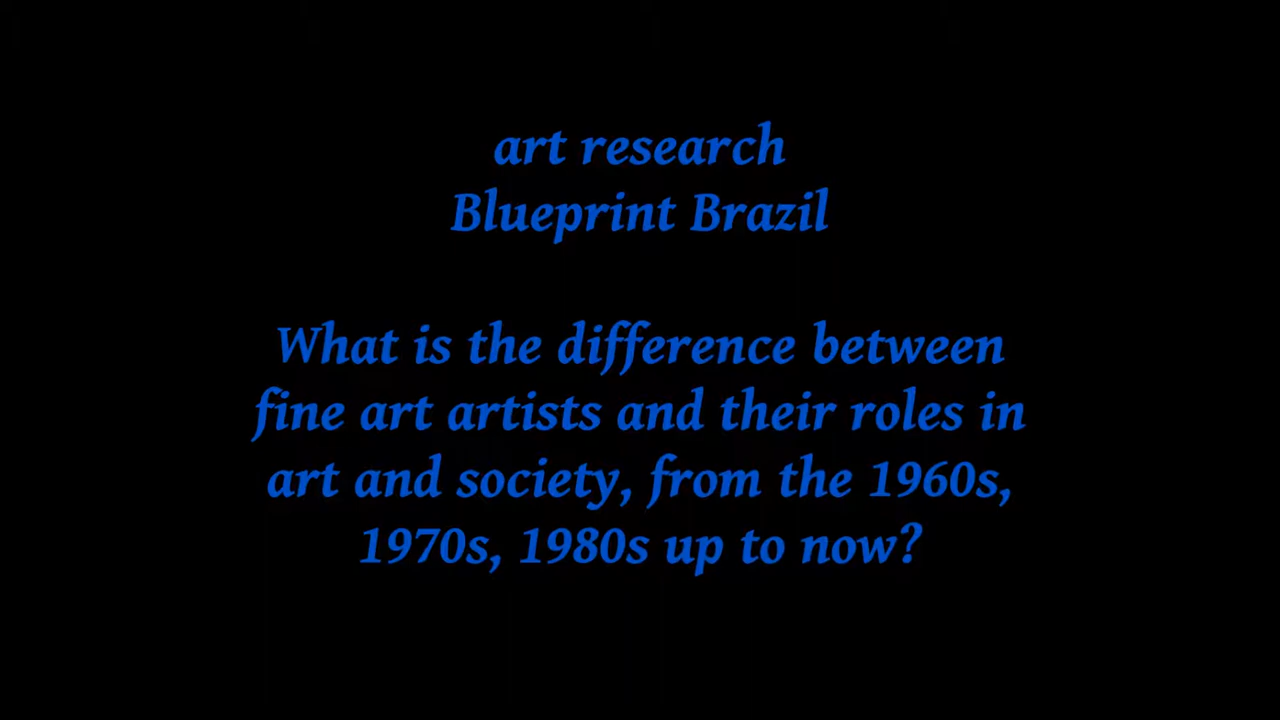 art research
Blueprint Brazil
What is the difference between
fine art artists and their roles in
art and society, from the 1960s,
1970s, 1980s up to now?